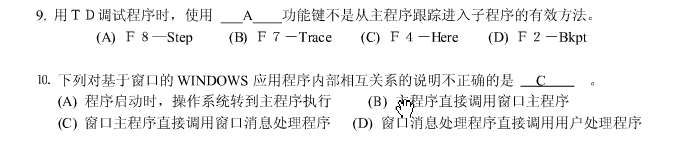 9. 用ＴＤ调试程序时，使用 ___A____功能键不是从主程序跟踪进入子程序的有效方法。
(A) Ｆ８—Step (B) Ｆ７－Trace (C) Ｆ４－Here (D) Ｆ２－Bkpt
10. 下列对基于窗口的 WINDOWS 应用程序内部相互关系的说明不正确的是 __C____ 。
(A) 程序启动时，操作系统转到主程序执行 (B) 主程序直接调用窗口主程序
(C) 窗口主程序直接调用窗口消息处理程序 (D) 窗口消息处理程序直接调用用户处理程序